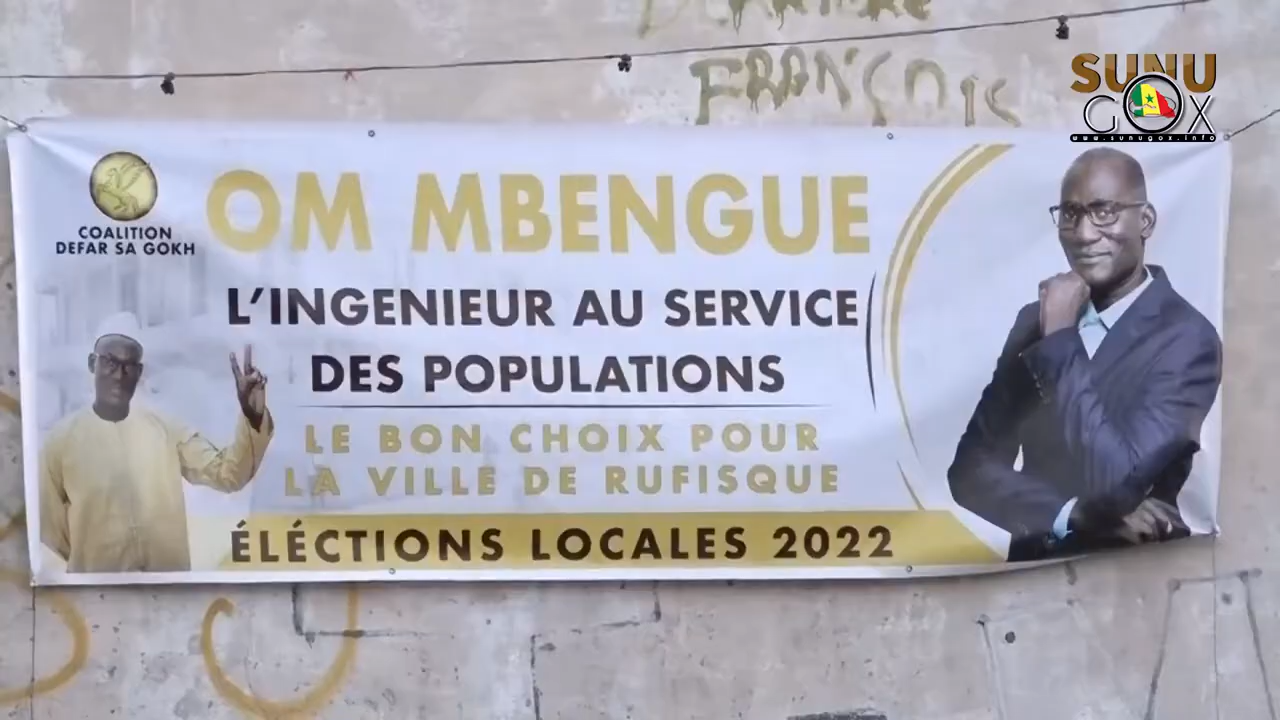 FRANÇOIS
SUNU
GOX
www.sunugox.info
COALITION
DEFAR SA GOKH
OM MBENGUE
L'INGENIEUR AU SERVICE
DES POPULATIONS
LE BON CHOIX POUR
LA VILLE DE RUFISQUE
ÉLÉCTIONS LOCALES 2022